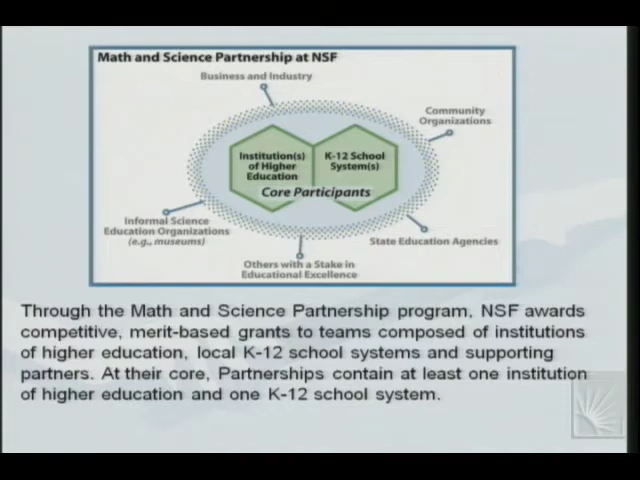 Math and Science Partnership at NSF
Business and Industry
Community
Organizations
Institution(s)
of Higher
Education
K-12 School
System(s)
Core Participants
Informal Science
Education Organizations
(e.g., museums)
State Education Agencies
Others with a Stake in
Educational Excellence
Through the Math and Science Partnership program, NSF awards
competitive, merit-based grants to teams composed of institutions
of higher education, local K-12 school systems and supporting
partners. At their core, Partnerships contain at least one institution
of higher education and one K-12 school system.